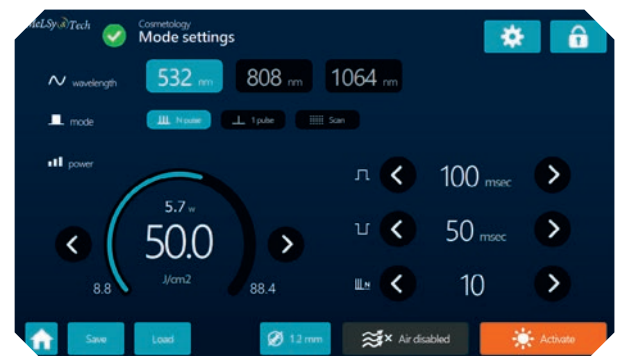 MeLSyTech
Cosmetology
Mode settings
wavelength 532 nm 808 nm 1064 nm
mode N pulse 1 pulse Scan
power
100 msec
5.7 w
50.0
50 msec
J/cm2
8.8 88.4
N 10
Save Load 1.2 mm Air disabled Activate